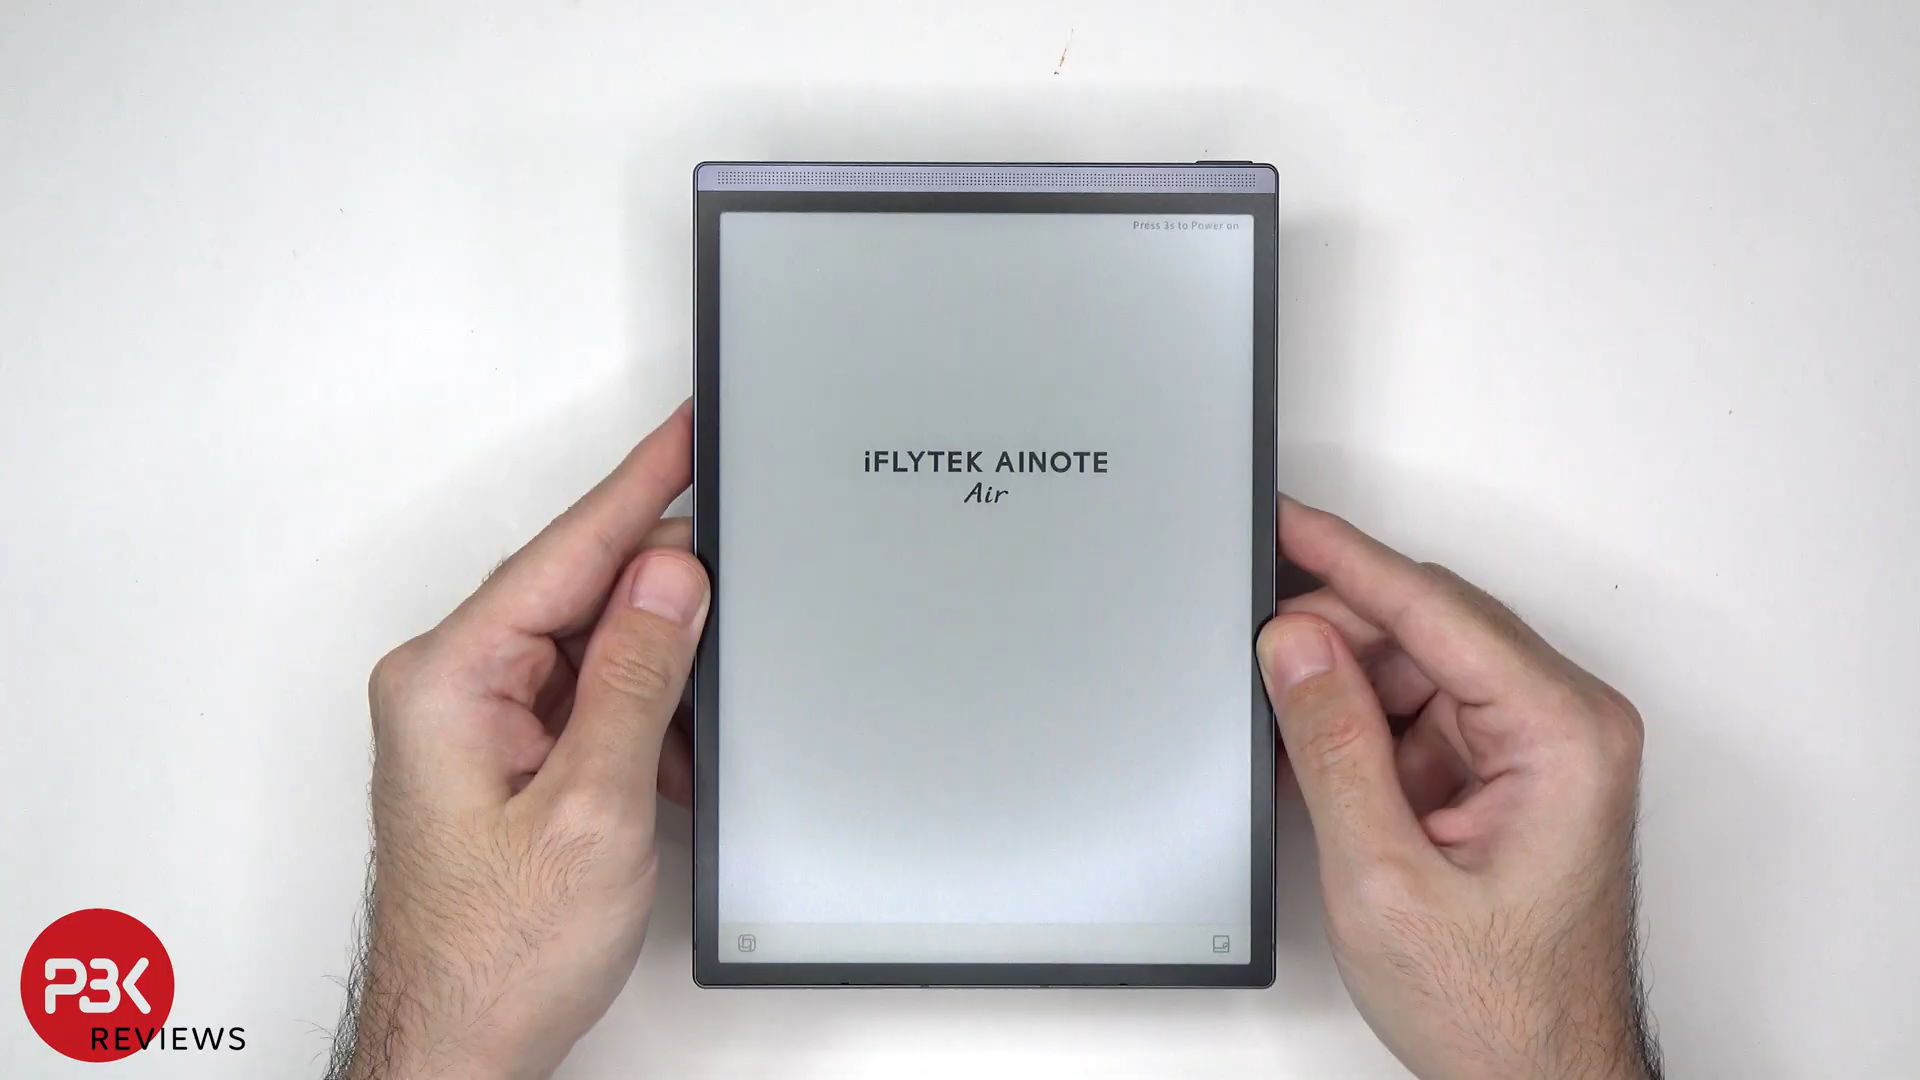 Press 3s to Power on
iFLYTEK AINOTE
Air
P3K
REVIEWS